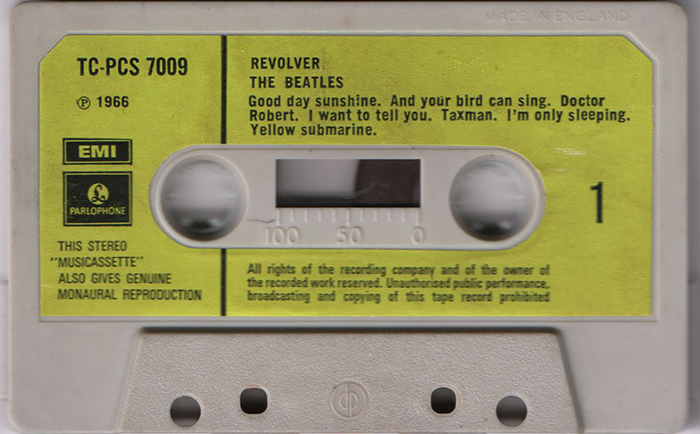 MADE IN ENGLAND
TC-PCS 7009
℗ 1966
REVOLVER
THE BEATLES
Good day sunshine. And your bird can sing. Doctor
Robert. I want to tell you. Taxman. I'm only sleeping.
Yellow submarine.
EMI
PARLOPHONE
THIS STEREO
"MUSICASSETTE"
ALSO GIVES GENUINE
MONAURAL REPRODUCTION
100 50 0
1
All rights of the recording company and of the owner of
the recorded work reserved. Unauthorised public performance,
broadcasting and copying of this tape record prohibited